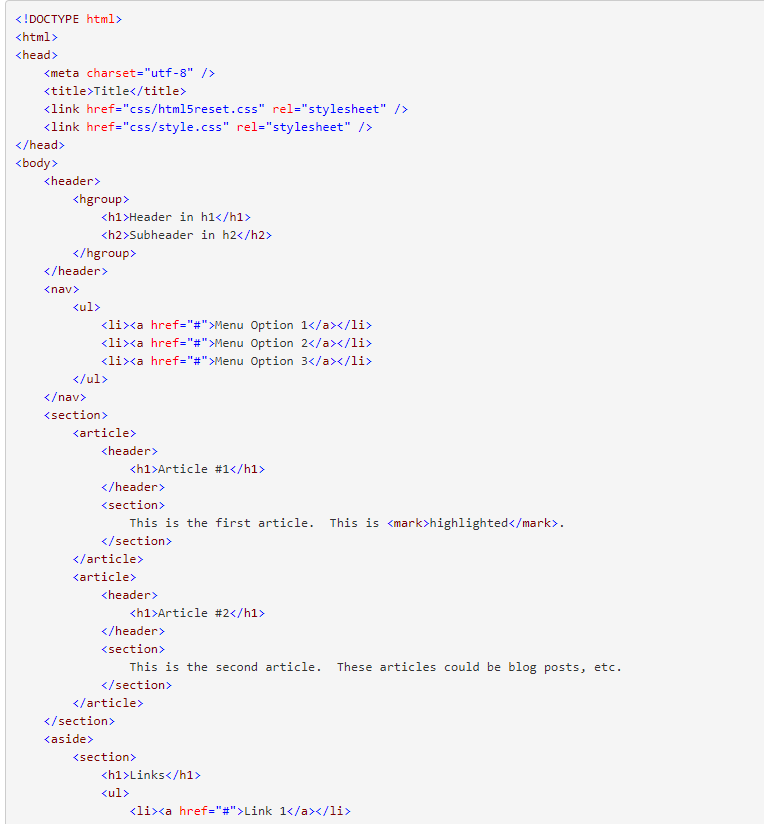 <!DOCTYPE html>
<html>
<head>
    <meta charset="utf-8" />
    <title>Title</title>
    <link href="css/html5reset.css" rel="stylesheet" />
    <link href="css/style.css" rel="stylesheet" />
</head>
<body>
    <header>
        <hgroup>
            <h1>Header in h1</h1>
            <h2>Subheader in h2</h2>
        </hgroup>
    </header>
    <nav>
        <ul>
            <li><a href="#">Menu Option 1</a></li>
            <li><a href="#">Menu Option 2</a></li>
            <li><a href="#">Menu Option 3</a></li>
        </ul>
    </nav>
    <section>
        <article>
            <header>
                <h1>Article #1</h1>
            </header>
            <section>
                This is the first article.  This is <mark>highlighted</mark>.
            </section>
        </article>
        <article>
            <header>
                <h1>Article #2</h1>
            </header>
            <section>
                This is the second article.  These articles could be blog posts, etc.
            </section>
        </article>
    </section>
    <aside>
        <section>
            <h1>Links</h1>
            <ul>
                <li><a href="#">Link 1</a></li>